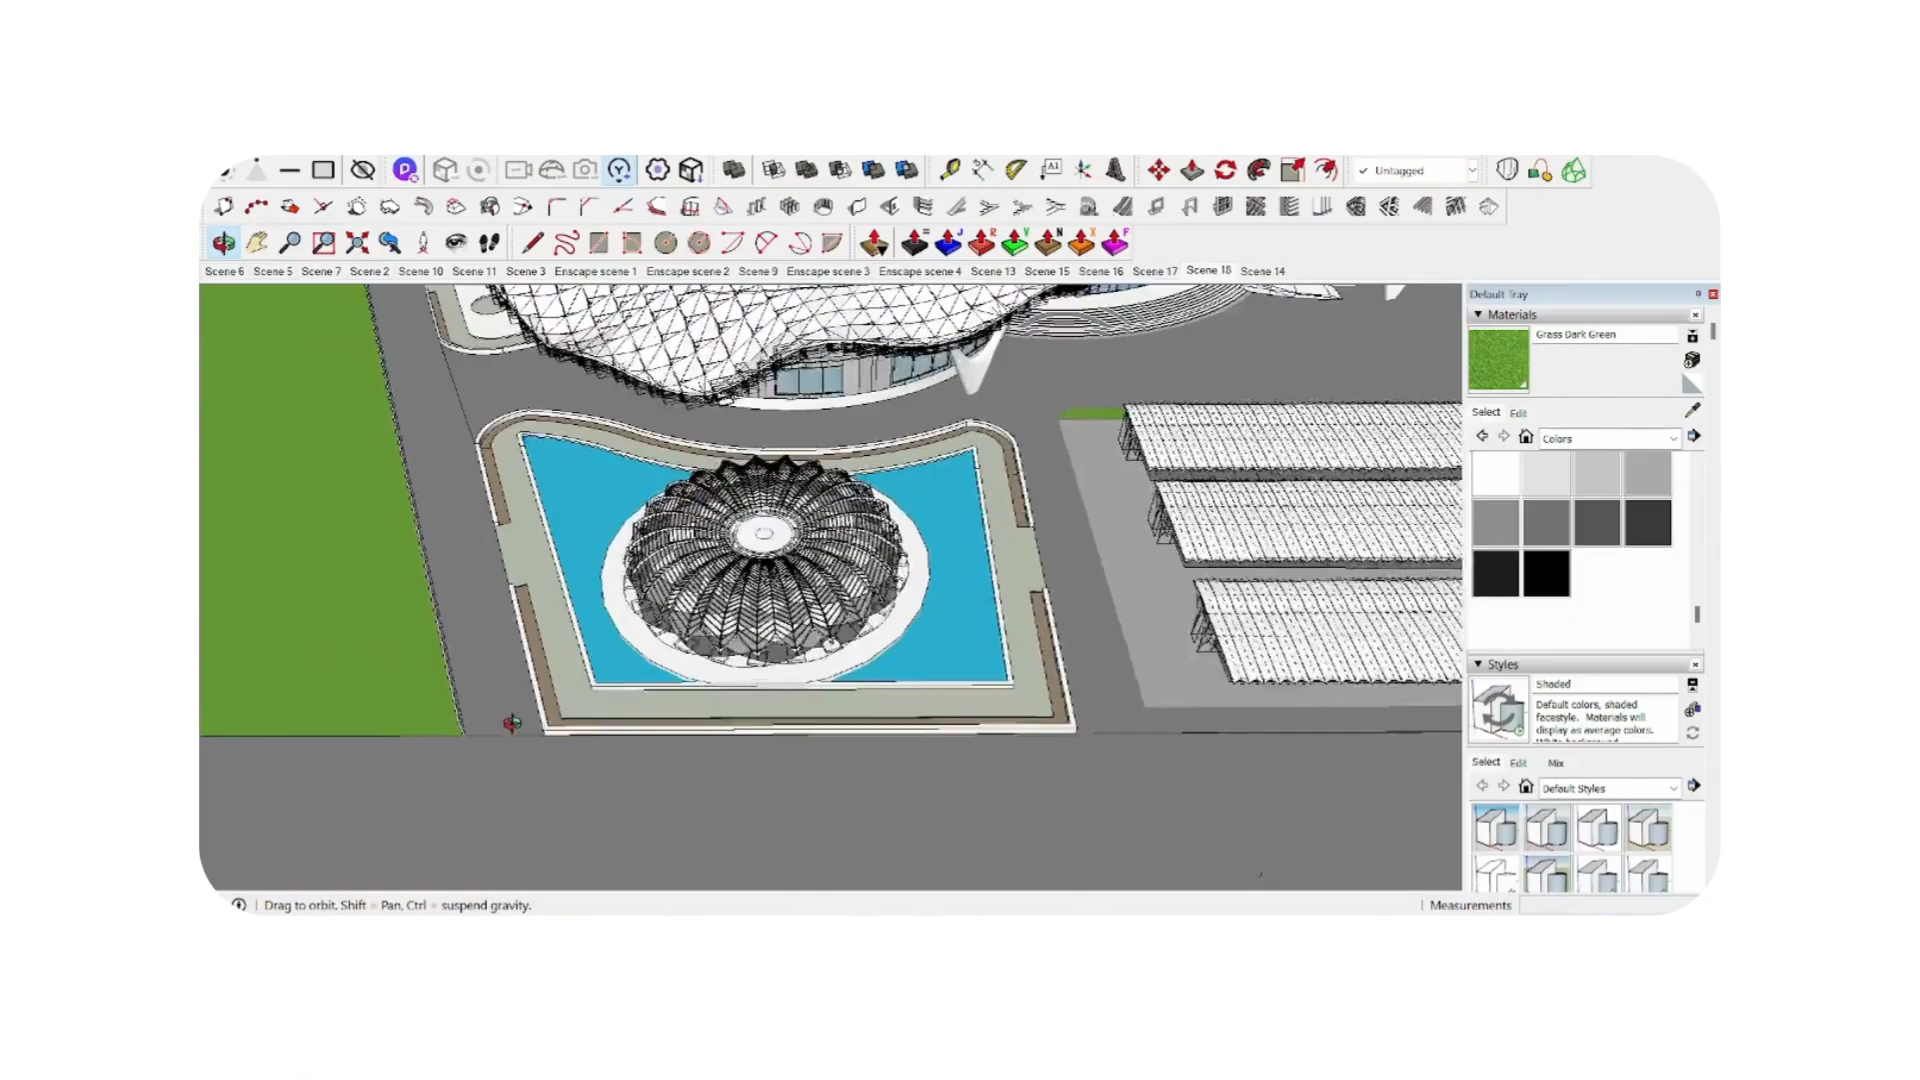 Untagged
Scene 6 Scene 5 Scene 7 Scene 2 Scene 10 Scene 11 Scene 3 Enscape scene 1 Enscape scene 2 Scene 9 Enscape scene 3 Enscape scene 4 Scene 13 Scene 15 Scene 16 Scene 17 Scene 18 Scene 14
Default Tray
Materials
Grass Dark Green
Select Edit
Colors
Styles
Shaded
Default colors, shaded
facestyle. Materials will
display as average colors.
Select Edit Mix
Default Styles
Drag to orbit. Shift = Pan, Ctrl = suspend gravity.
Measurements